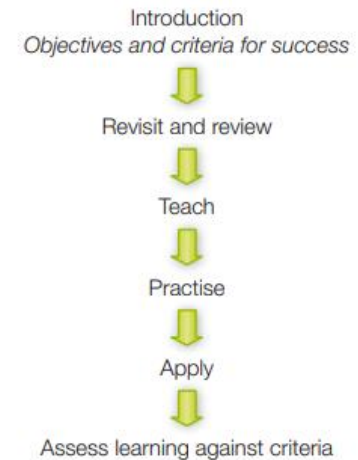 Introduction
Objectives and criteria for success
Revisit and review
Teach
Practise
Apply
Assess learning against criteria